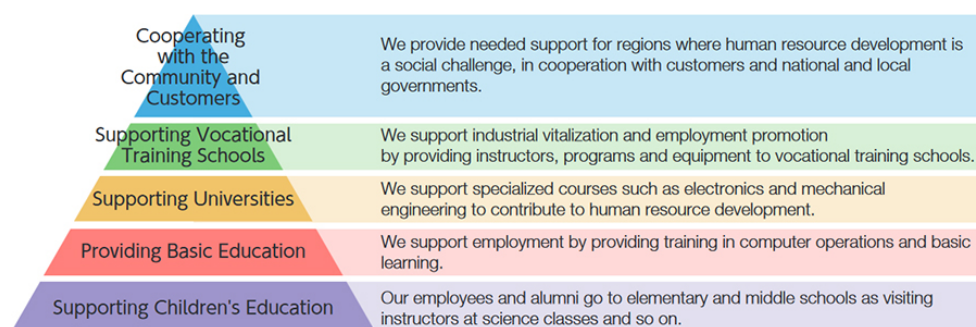 Cooperating
with the
Community and
Customers
We provide needed support for regions where human resource development is
a social challenge, in cooperation with customers and national and local
governments.
Supporting Vocational
Training Schools
We support industrial vitalization and employment promotion
by providing instructors, programs and equipment to vocational training schools.
Supporting Universities
We support specialized courses such as electronics and mechanical
engineering to contribute to human resource development.
Providing Basic Education
We support employment by providing training in computer operations and basic
learning.
Supporting Children's Education
Our employees and alumni go to elementary and middle schools as visiting
instructors at science classes and so on.